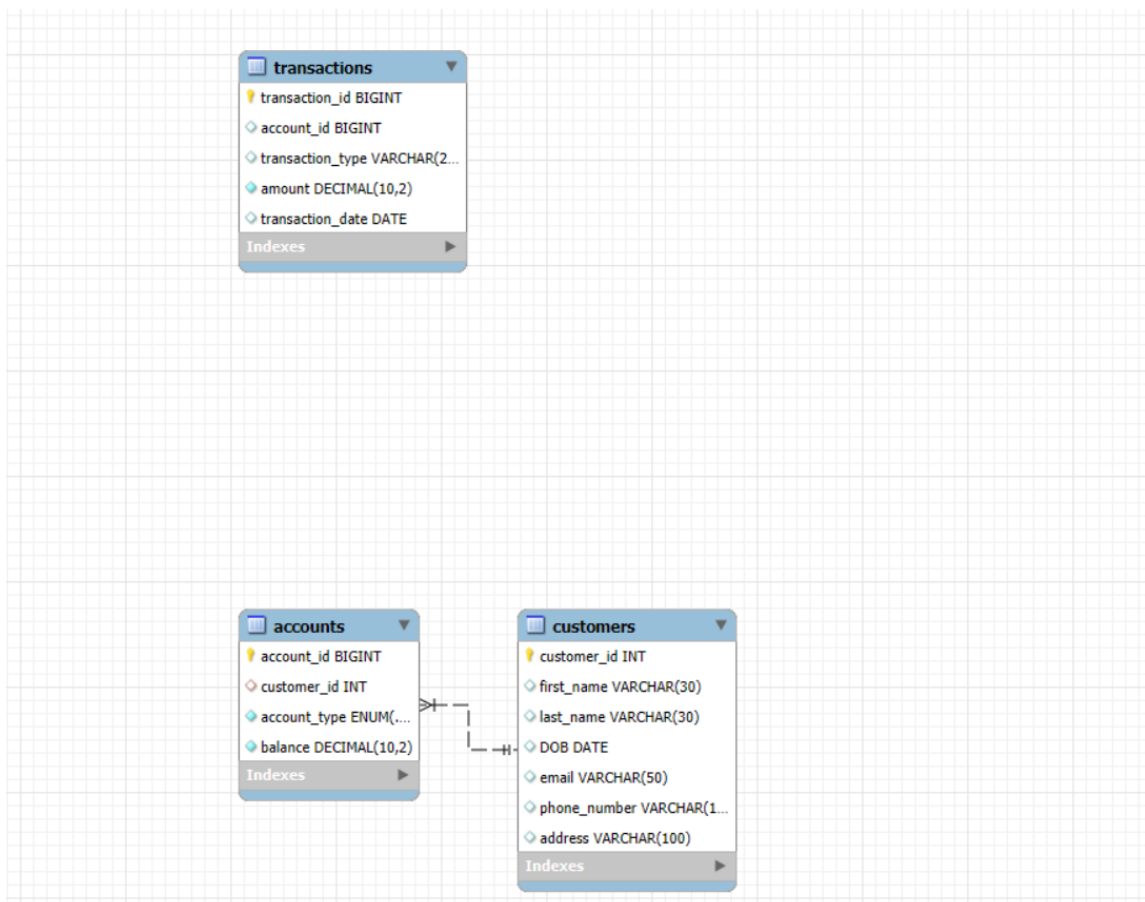 transactions
transaction_id BIGINT
account_id BIGINT
transaction_type VARCHAR(2...
amount DECIMAL(10,2)
transaction_date DATE
Indexes
accounts
account_id BIGINT
customer_id INT
account_type ENUM(....
balance DECIMAL(10,2)
Indexes
customers
customer_id INT
first_name VARCHAR(30)
last_name VARCHAR(30)
DOB DATE
email VARCHAR(50)
phone_number VARCHAR(1...
address VARCHAR(100)
Indexes